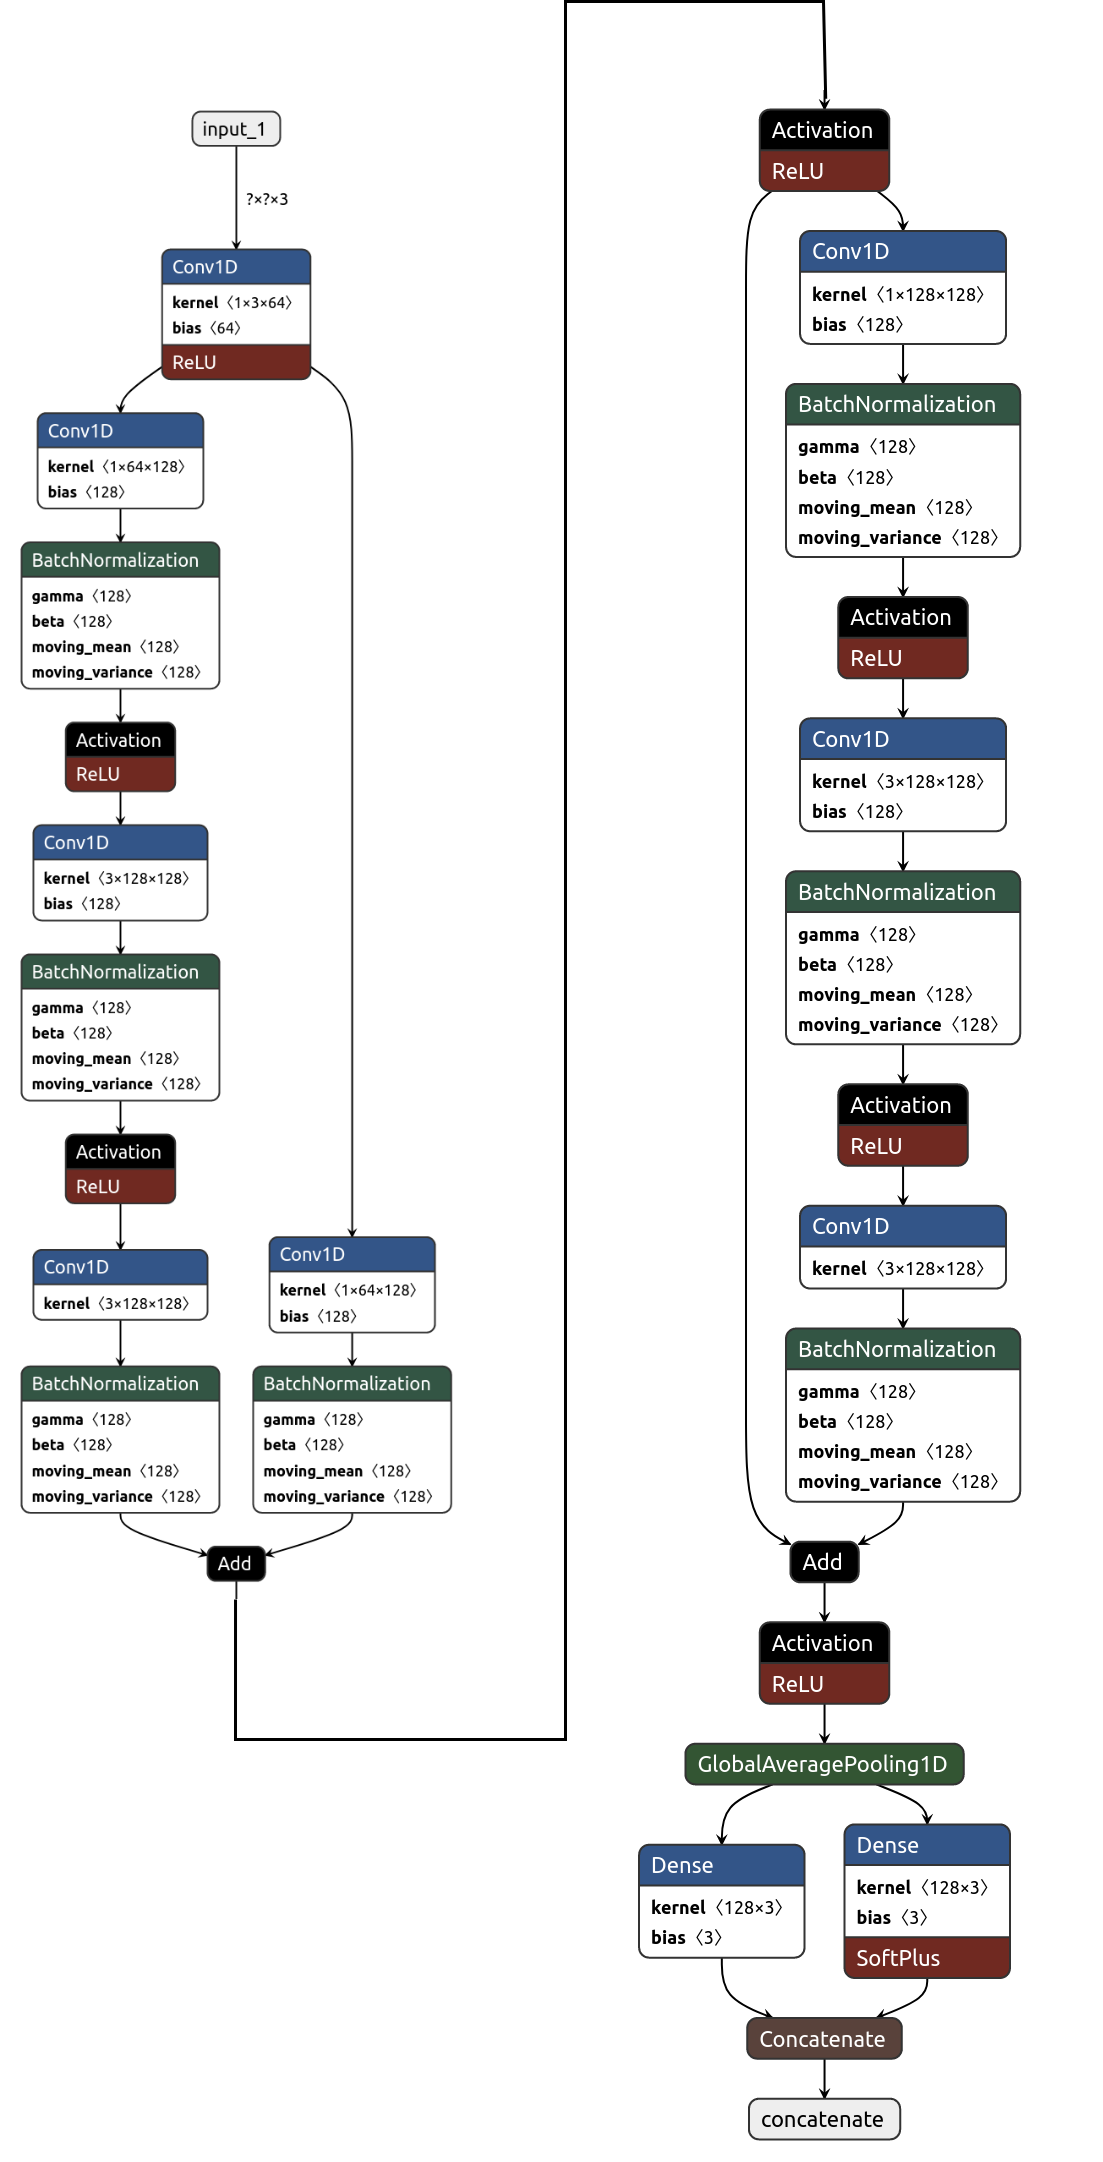 input_1
?×?×3
Conv1D
kernel 〈1×3×64〉
bias 〈64〉
ReLU
Conv1D
kernel 〈1×64×128〉
bias 〈128〉
BatchNormalization
gamma 〈128〉
beta 〈128〉
moving_mean 〈128〉
moving_variance 〈128〉
Activation
ReLU
Conv1D
kernel 〈3×128×128〉
bias 〈128〉
BatchNormalization
gamma 〈128〉
beta 〈128〉
moving_mean 〈128〉
moving_variance 〈128〉
Activation
ReLU
Conv1D
kernel 〈3×128×128〉
BatchNormalization
gamma 〈128〉
beta 〈128〉
moving_mean 〈128〉
moving_variance 〈128〉
Conv1D
kernel 〈1×64×128〉
bias 〈128〉
BatchNormalization
gamma 〈128〉
beta 〈128〉
moving_mean 〈128〉
moving_variance 〈128〉
Add
Activation
ReLU
Conv1D
kernel 〈1×128×128〉
bias 〈128〉
BatchNormalization
gamma 〈128〉
beta 〈128〉
moving_mean 〈128〉
moving_variance 〈128〉
Activation
ReLU
Conv1D
kernel 〈3×128×128〉
bias 〈128〉
BatchNormalization
gamma 〈128〉
beta 〈128〉
moving_mean 〈128〉
moving_variance 〈128〉
Activation
ReLU
Conv1D
kernel 〈3×128×128〉
BatchNormalization
gamma 〈128〉
beta 〈128〉
moving_mean 〈128〉
moving_variance 〈128〉
Add
Activation
ReLU
GlobalAveragePooling1D
Dense
kernel 〈128×3〉
bias 〈3〉
Dense
kernel 〈128×3〉
bias 〈3〉
SoftPlus
Concatenate
concatenate